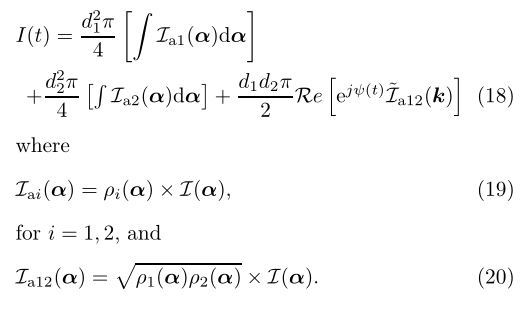 I(t) = \frac{d_1^2 \pi}{4} \left[ \int \mathcal{I}_{a1}(\boldsymbol{\alpha}) \mathrm{d}\boldsymbol{\alpha} \right]
+ \frac{d_2^2 \pi}{4} \left[ \int \mathcal{I}_{a2}(\boldsymbol{\alpha}) \mathrm{d}\boldsymbol{\alpha} \right] + \frac{d_1 d_2 \pi}{2} \mathcal{R}e \left[ \mathrm{e}^{j\psi(t)} \tilde{\mathcal{I}}_{a12}(\boldsymbol{k}) \right] (18)
where
\mathcal{I}_{ai}(\boldsymbol{\alpha}) = \rho_i(\boldsymbol{\alpha}) \times \mathcal{I}(\boldsymbol{\alpha}), (19)
for i = 1, 2, and
\mathcal{I}_{a12}(\boldsymbol{\alpha}) = \sqrt{\rho_1(\boldsymbol{\alpha}) \rho_2(\boldsymbol{\alpha})} \times \mathcal{I}(\boldsymbol{\alpha}). (20)